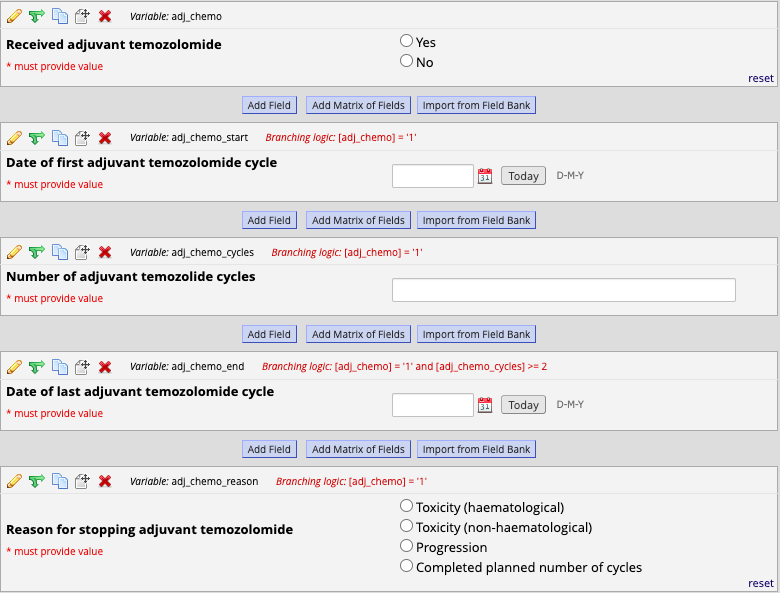 Variable: adj_chemo
Received adjuvant temozolomide
* must provide value
Yes
No
reset
Add Field Add Matrix of Fields Import from Field Bank
Variable: adj_chemo_start Branching logic: [adj_chemo] = '1'
Date of first adjuvant temozolomide cycle
* must provide value
31 Today D-M-Y
Add Field Add Matrix of Fields Import from Field Bank
Variable: adj_chemo_cycles Branching logic: [adj_chemo] = '1'
Number of adjuvant temozolide cycles
* must provide value
Add Field Add Matrix of Fields Import from Field Bank
Variable: adj_chemo_end Branching logic: [adj_chemo] = '1' and [adj_chemo_cycles] >= 2
Date of last adjuvant temozolomide cycle
* must provide value
31 Today D-M-Y
Add Field Add Matrix of Fields Import from Field Bank
Variable: adj_chemo_reason Branching logic: [adj_chemo] = '1'
Reason for stopping adjuvant temozolomide
* must provide value
Toxicity (haematological)
Toxicity (non-haematological)
Progression
Completed planned number of cycles
reset